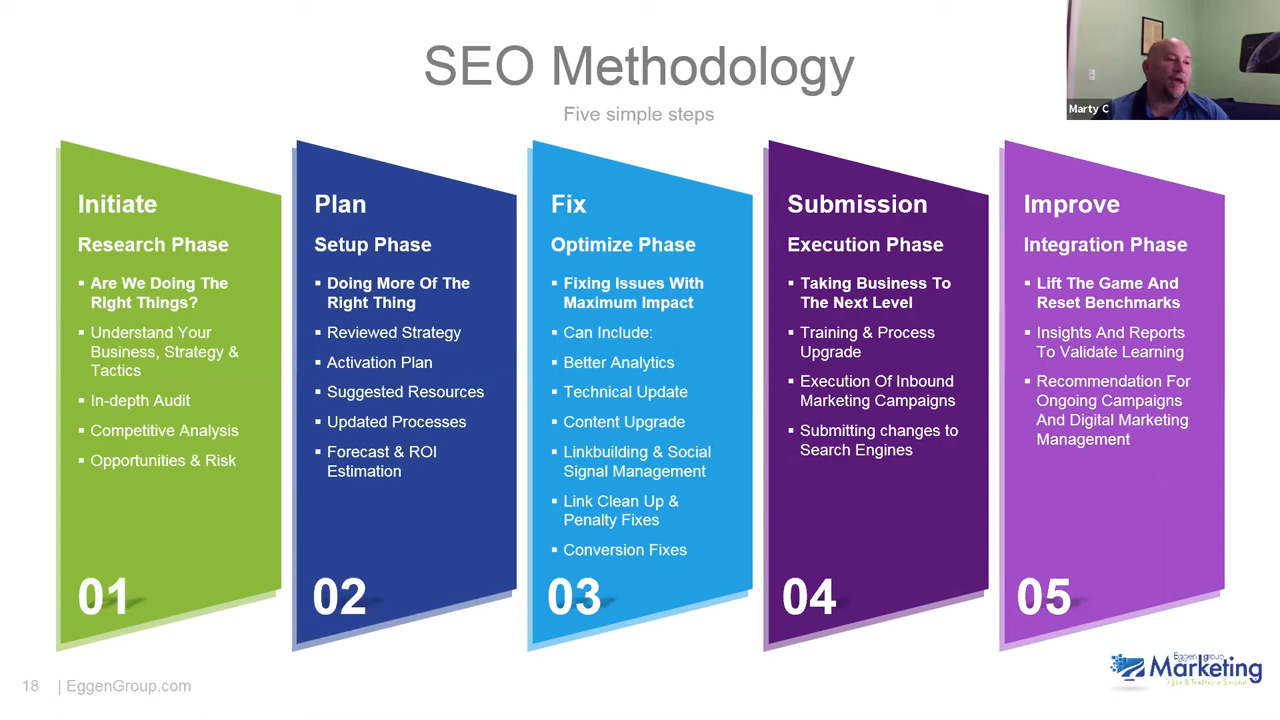 SEO Methodology
Five simple steps
Marty C
Initiate
Research Phase
▪ Are We Doing The
Right Things?
▪ Understand Your
Business, Strategy &
Tactics
▪ In-depth Audit
▪ Competitive Analysis
▪ Opportunities & Risk
01
Plan
Setup Phase
▪ Doing More Of The
Right Thing
▪ Reviewed Strategy
▪ Activation Plan
▪ Suggested Resources
▪ Updated Processes
▪ Forecast & ROI
Estimation
02
Fix
Optimize Phase
▪ Fixing Issues With
Maximum Impact
▪ Can Include:
▪ Better Analytics
▪ Technical Update
▪ Content Upgrade
▪ Linkbuilding & Social
Signal Management
▪ Link Clean Up &
Penalty Fixes
▪ Conversion Fixes
03
Submission
Execution Phase
▪ Taking Business To
The Next Level
▪ Training & Process
Upgrade
▪ Execution Of Inbound
Marketing Campaigns
▪ Submitting changes to
Search Engines
04
Improve
Integration Phase
▪ Lift The Game And
Reset Benchmarks
▪ Insights And Reports
To Validate Learning
▪ Recommendation For
Ongoing Campaigns
And Digital Marketing
Management
05
18 | EggenGroup.com
Eggen group
Marketing